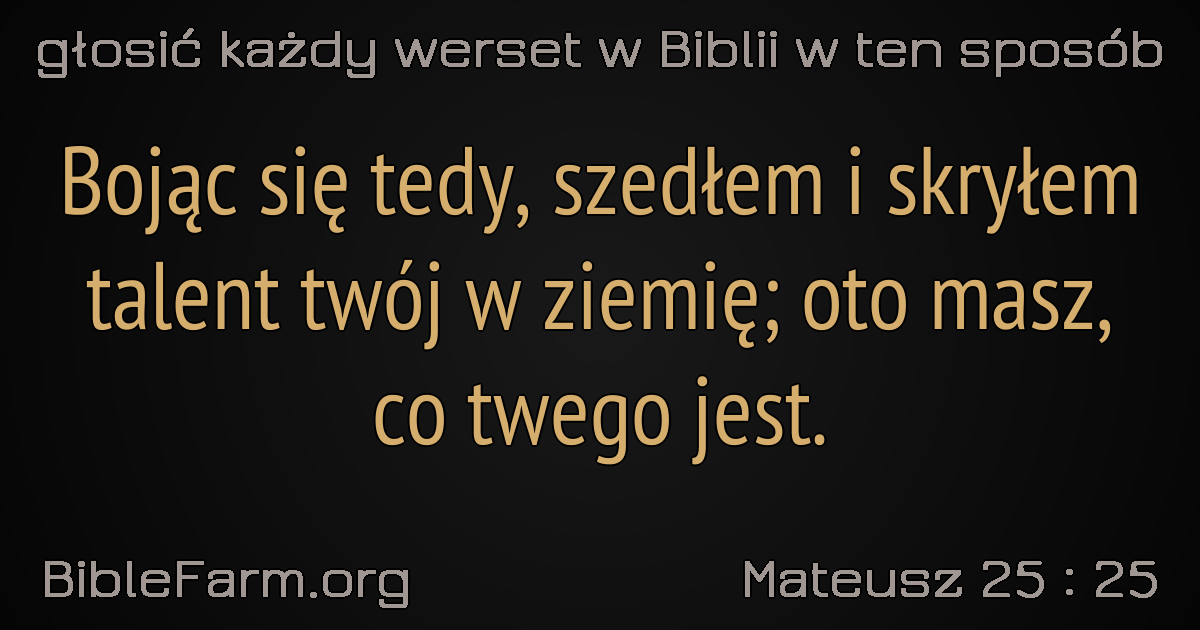 głosić każdy werset w Biblii w ten sposób
Bojąc się tedy, szedłem i skryłem
talent twój w ziemię; oto masz,
co twego jest.
BibleFarm.org
Mateusz 25 : 25